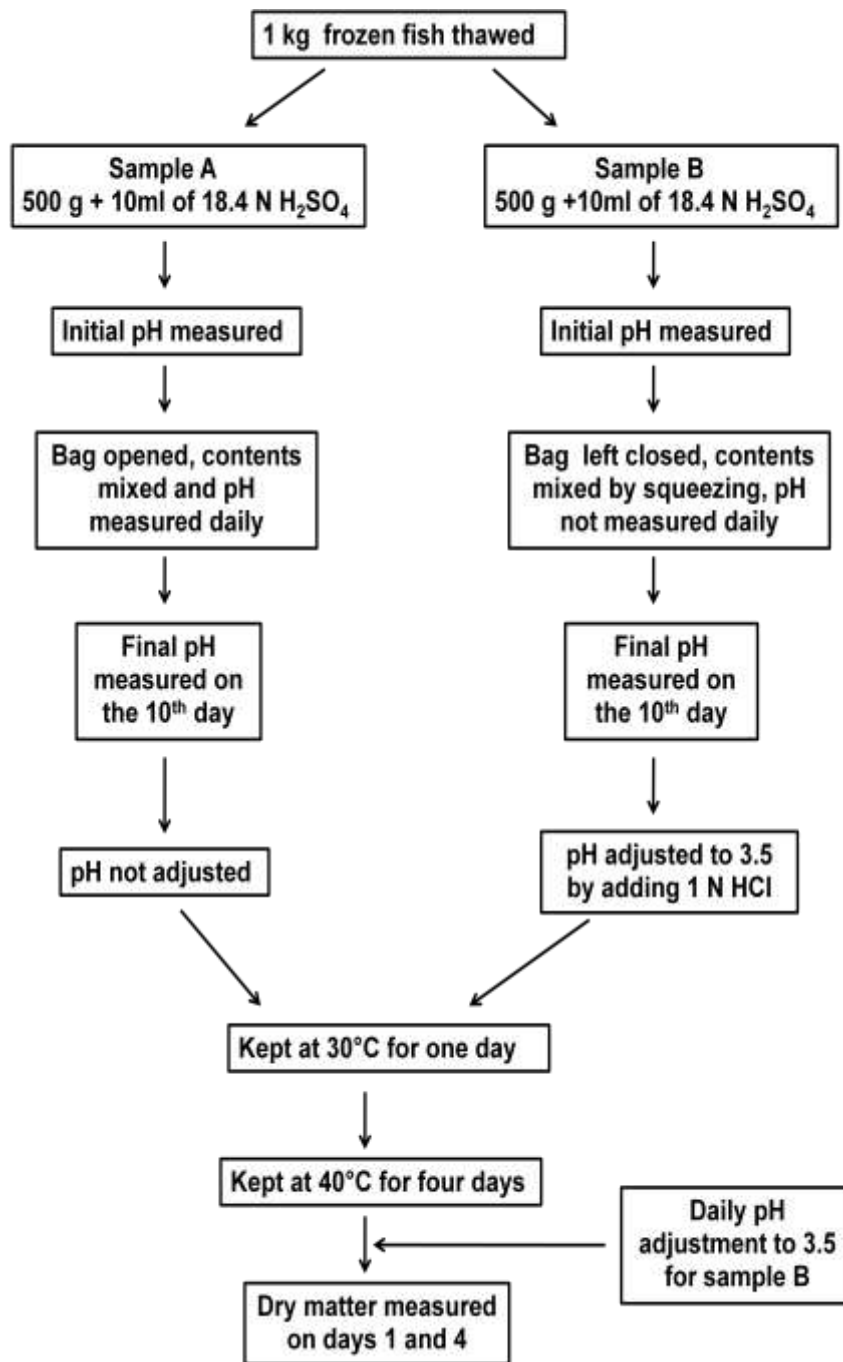 1 kg frozen fish thawed
Sample A
500 g + 10ml of 18.4 N H₂SO₄
Sample B
500 g +10ml of 18.4 N H₂SO₄
Initial pH measured
Initial pH measured
Bag opened, contents
mixed and pH
measured daily
Bag left closed, contents
mixed by squeezing, pH
not measured daily
Final pH
measured on
the 10ᵗʰ day
Final pH
measured on
the 10ᵗʰ day
pH not adjusted
pH adjusted to 3.5
by adding 1 N HCl
Kept at 30°C for one day
Kept at 40°C for four days
Daily pH
adjustment to 3.5
for sample B
Dry matter measured
on days 1 and 4